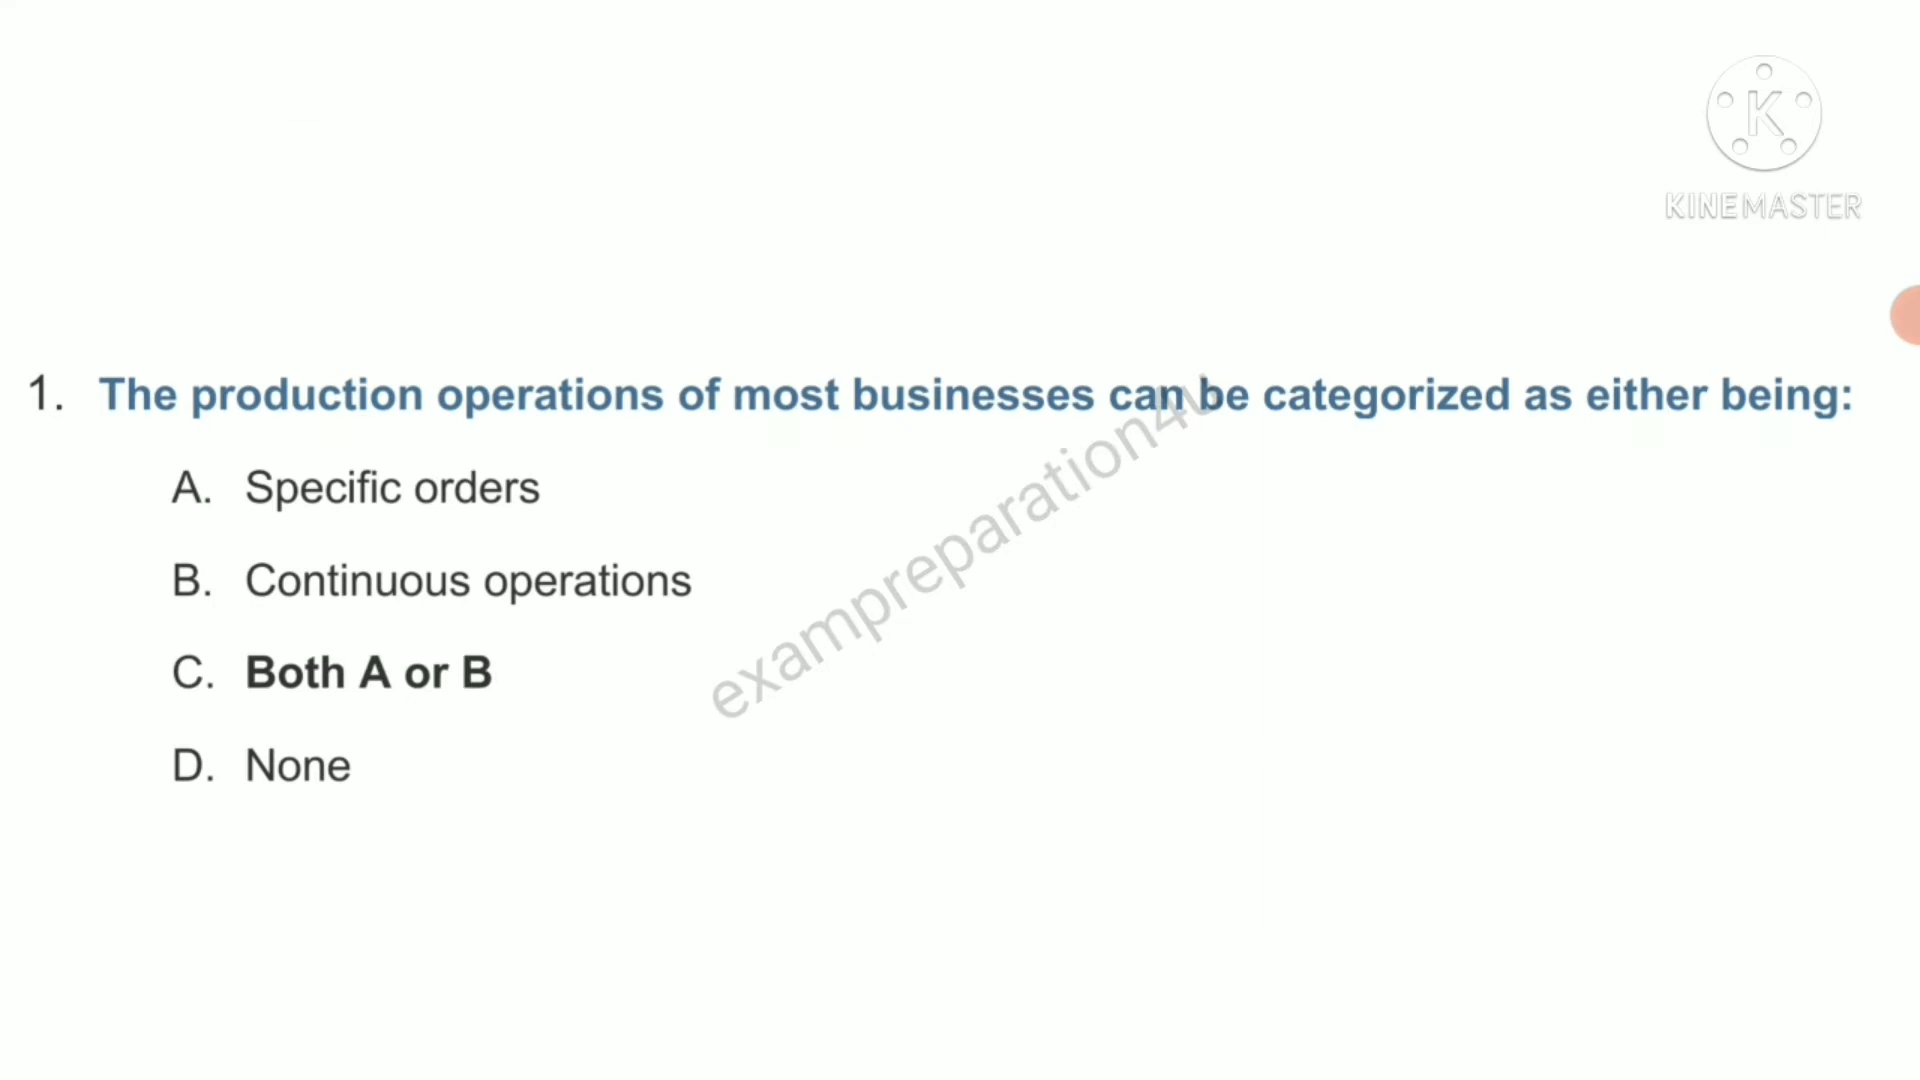 K
KINEMASTER
1. The production operations of most businesses can be categorized as either being:
A. Specific orders
B. Continuous operations
C. Both A or B
D. None
exampreparation4u